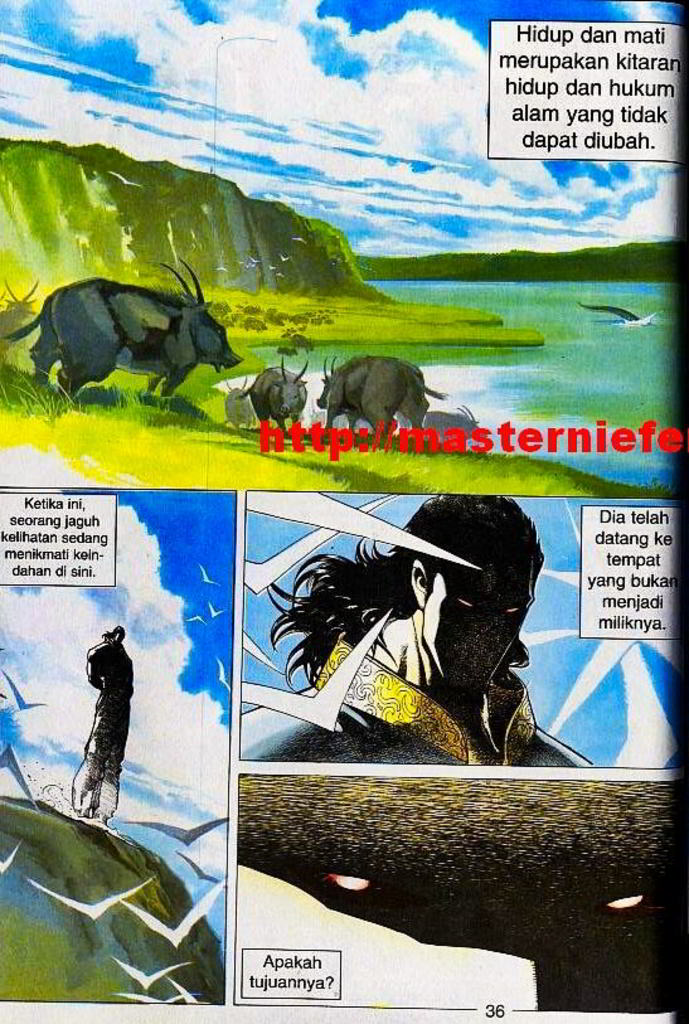 Hidup dan mati
merupakan kitaran
hidup dan hukum
alam yang tidak
dapat diubah.
http://masterniefer
Ketika ini,
seorang jaguh
kelihatan sedang
menikmati kein-
dahan di sini.
Dia telah
datang ke
tempat
yang bukan
menjadi
miliknya.
Apakah
tujuannya?
36